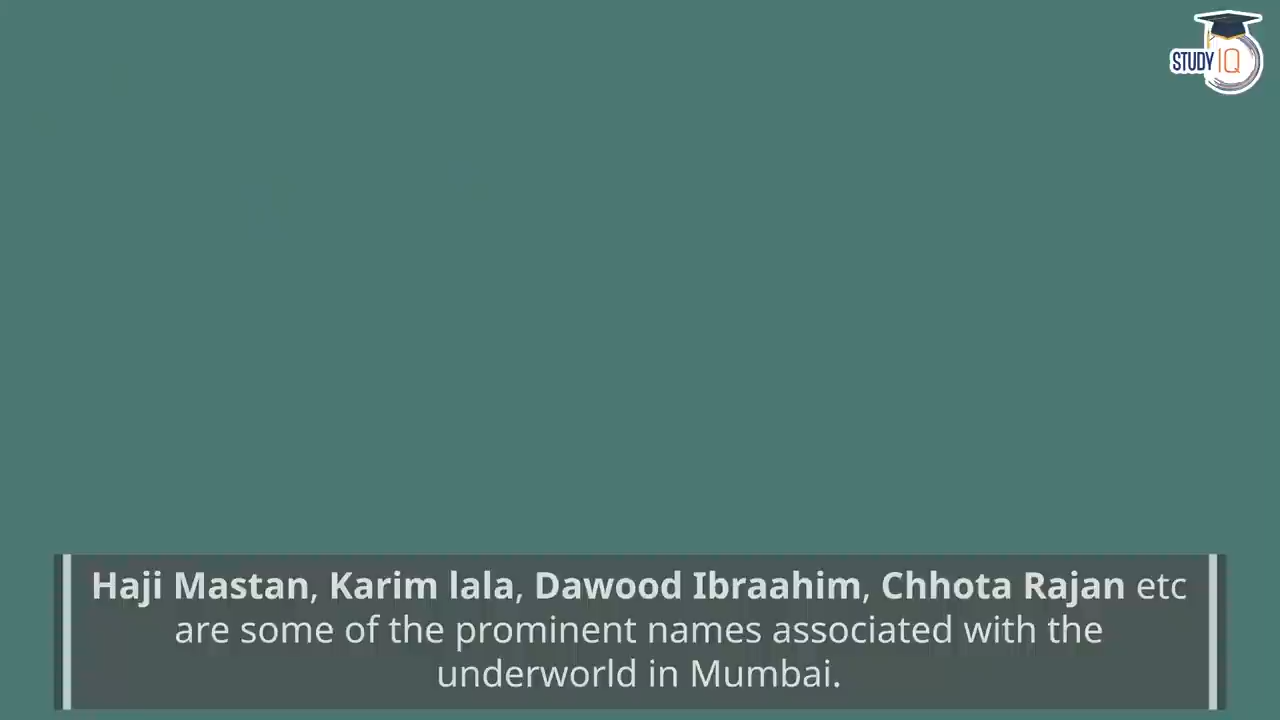 STUDY IQ
Haji Mastan, Karim lala, Dawood Ibraahim, Chhota Rajan etc
are some of the prominent names associated with the
underworld in Mumbai.